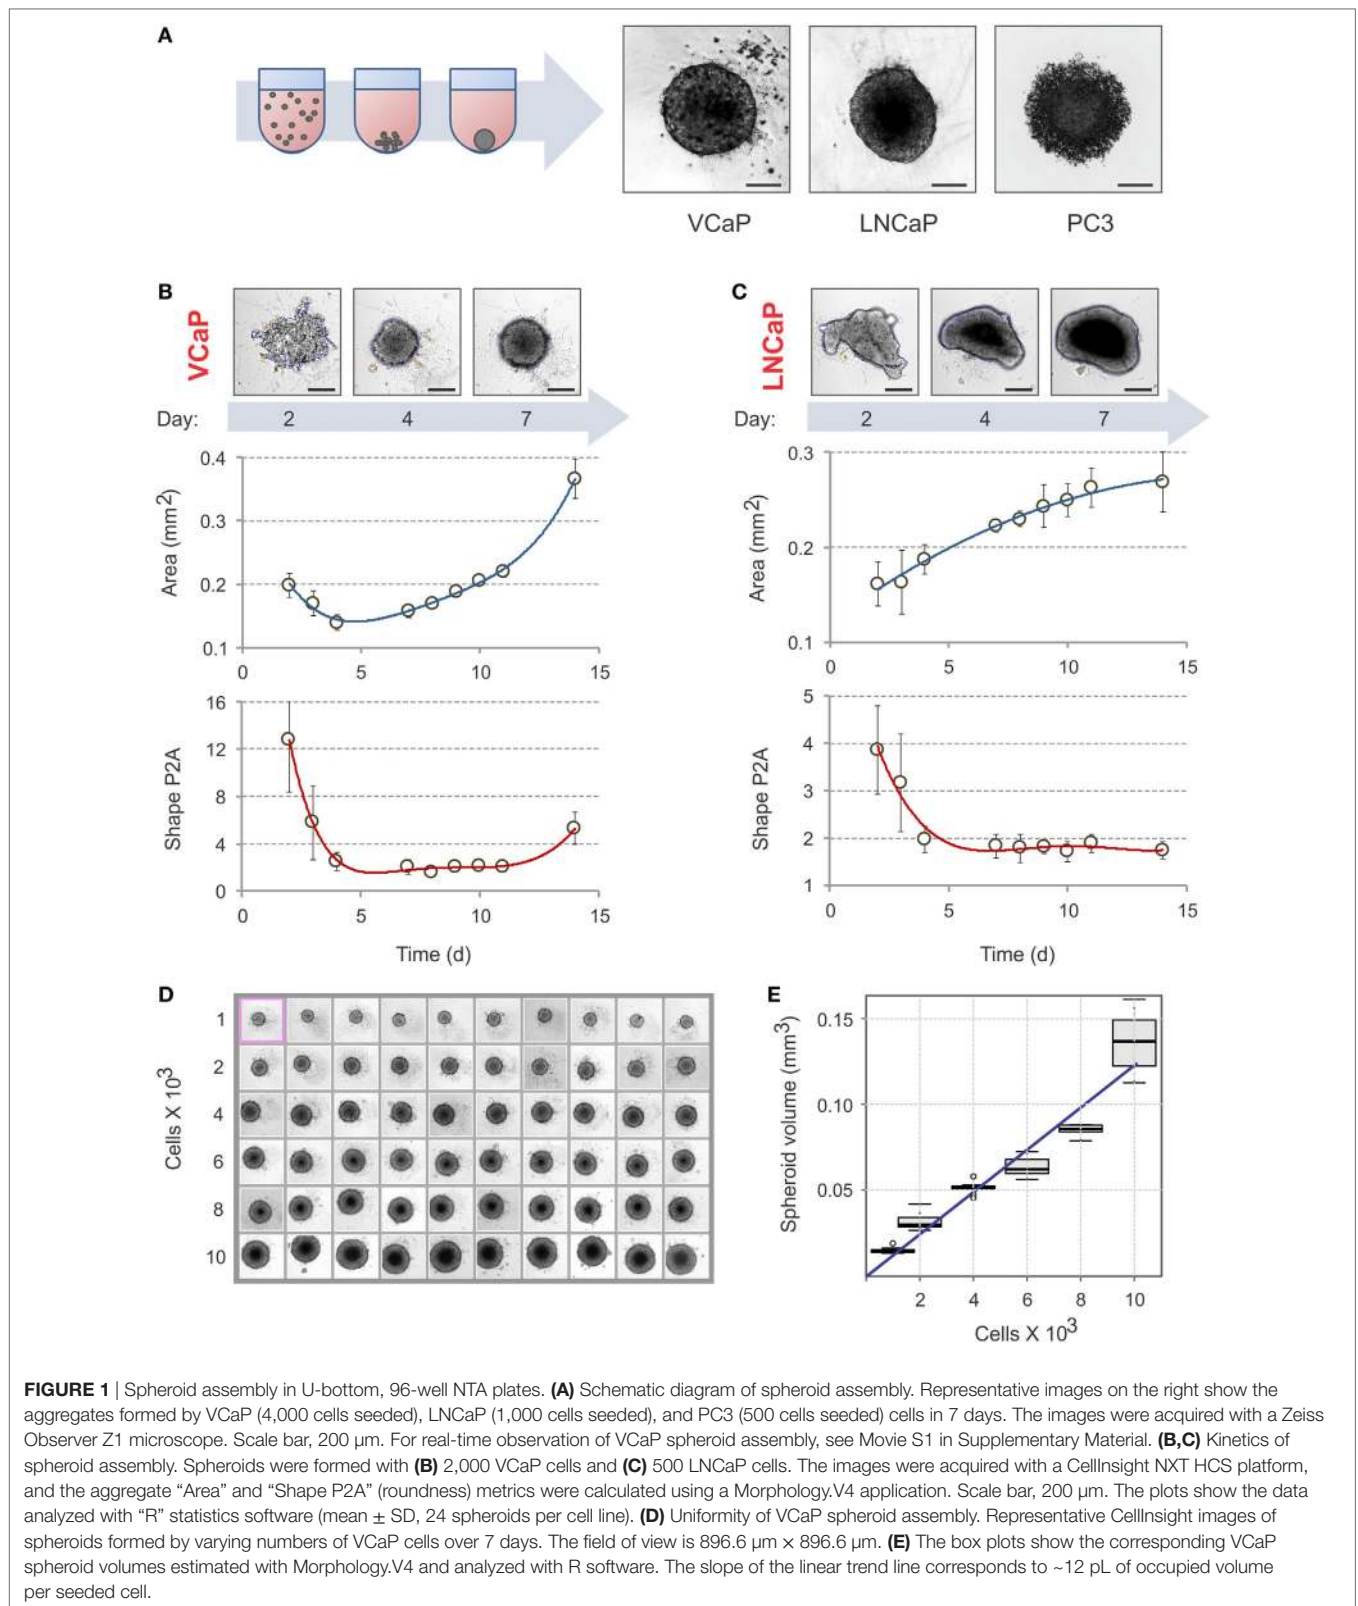 A
VCaP
LNCaP
PC3
B
VCaP
Day:
2
4
7
Area (mm2)
0.4
0.3
0.2
0.1
0
5
10
15
Shape P2A
16
12
8
4
0
0
5
10
15
Time (d)
C
LNCaP
Day:
2
4
7
Area (mm2)
0.3
0.2
0.1
0
5
10
15
Shape P2A
5
4
3
2
1
0
5
10
15
Time (d)
D
Cells X 103
1
2
4
6
8
10
E
Spheroid volume (mm3)
0.15
0.10
0.05
2
4
6
8
10
Cells X 103
FIGURE 1 | Spheroid assembly in U-bottom, 96-well NTA plates. (A) Schematic diagram of spheroid assembly. Representative images on the right show the
aggregates formed by VCaP (4,000 cells seeded), LNCaP (1,000 cells seeded), and PC3 (500 cells seeded) cells in 7 days. The images were acquired with a Zeiss
Observer Z1 microscope. Scale bar, 200 µm. For real-time observation of VCaP spheroid assembly, see Movie S1 in Supplementary Material. (B,C) Kinetics of
spheroid assembly. Spheroids were formed with (B) 2,000 VCaP cells and (C) 500 LNCaP cells. The images were acquired with a CellInsight NXT HCS platform,
and the aggregate “Area” and “Shape P2A” (roundness) metrics were calculated using a Morphology.V4 application. Scale bar, 200 µm. The plots show the data
analyzed with “R” statistics software (mean ± SD, 24 spheroids per cell line). (D) Uniformity of VCaP spheroid assembly. Representative CellInsight images of
spheroids formed by varying numbers of VCaP cells over 7 days. The field of view is 896.6 µm × 896.6 µm. (E) The box plots show the corresponding VCaP
spheroid volumes estimated with Morphology.V4 and analyzed with R software. The slope of the linear trend line corresponds to ~12 pL of occupied volume
per seeded cell.